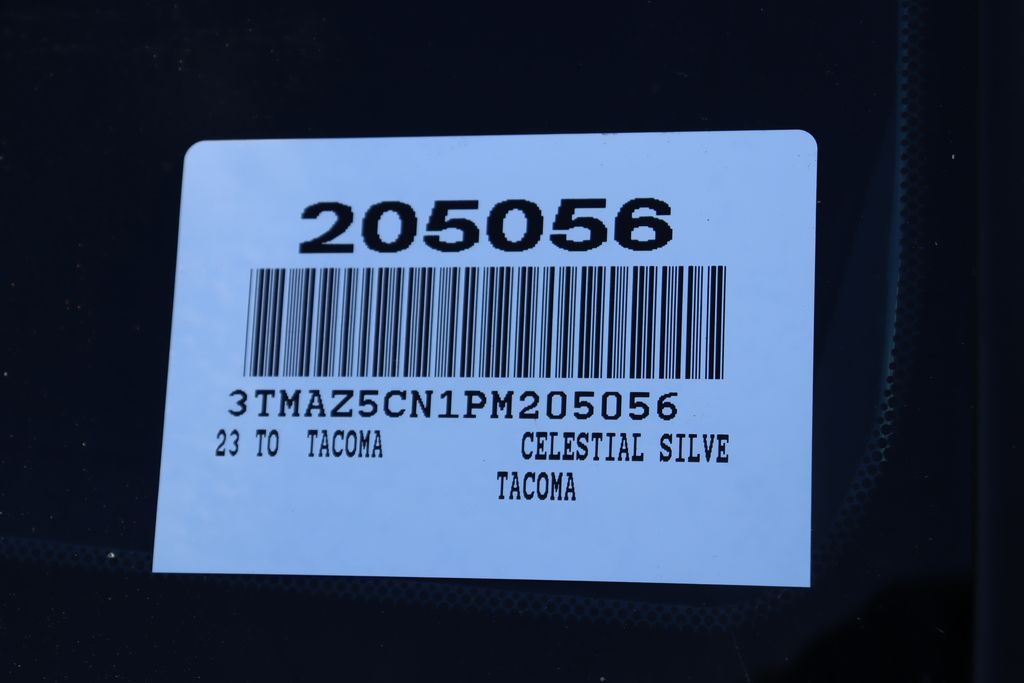 205056
3TMAZ5CN1PM205056
23 TO TACOMA CELESTIAL SILVE
TACOMA